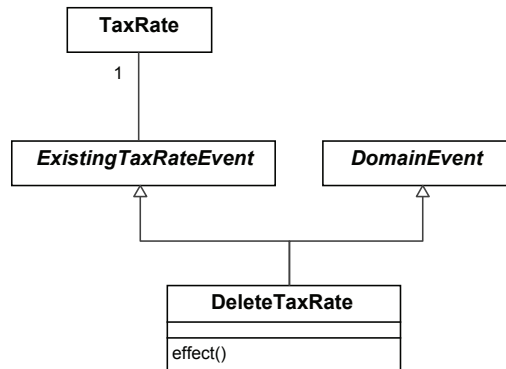 TaxRate
1
ExistingTaxRateEvent
DomainEvent
DeleteTaxRate
effect()